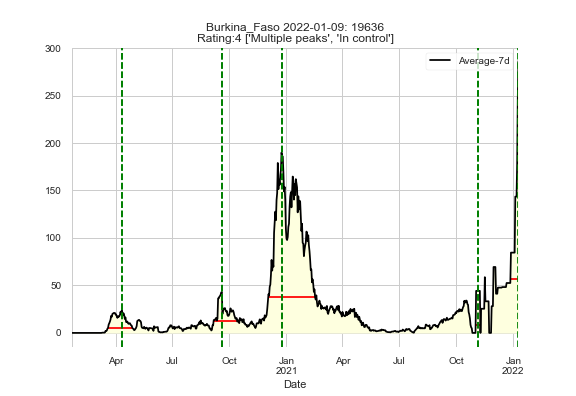 Burkina_Faso 2022-01-09: 19636
Rating:4 ['Multiple peaks', 'In control']
300
Average-7d
250
200
150
100
50
0
Apr Jul Oct Jan Apr Jul Oct Jan
2021 2022
Date